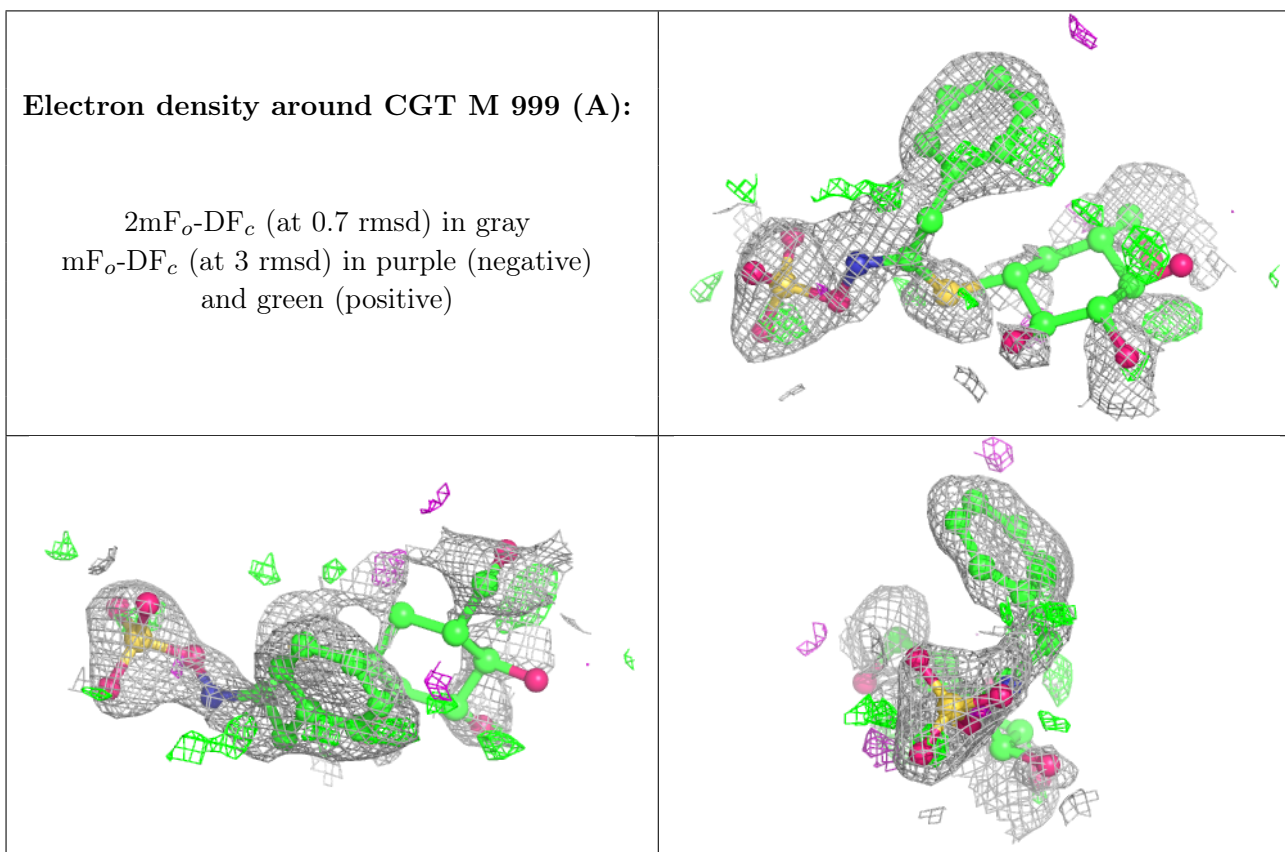 Electron density around CGT M 999 (A):
2mFo-DFc (at 0.7 rmsd) in gray
mFo-DFc (at 3 rmsd) in purple (negative)
and green (positive)